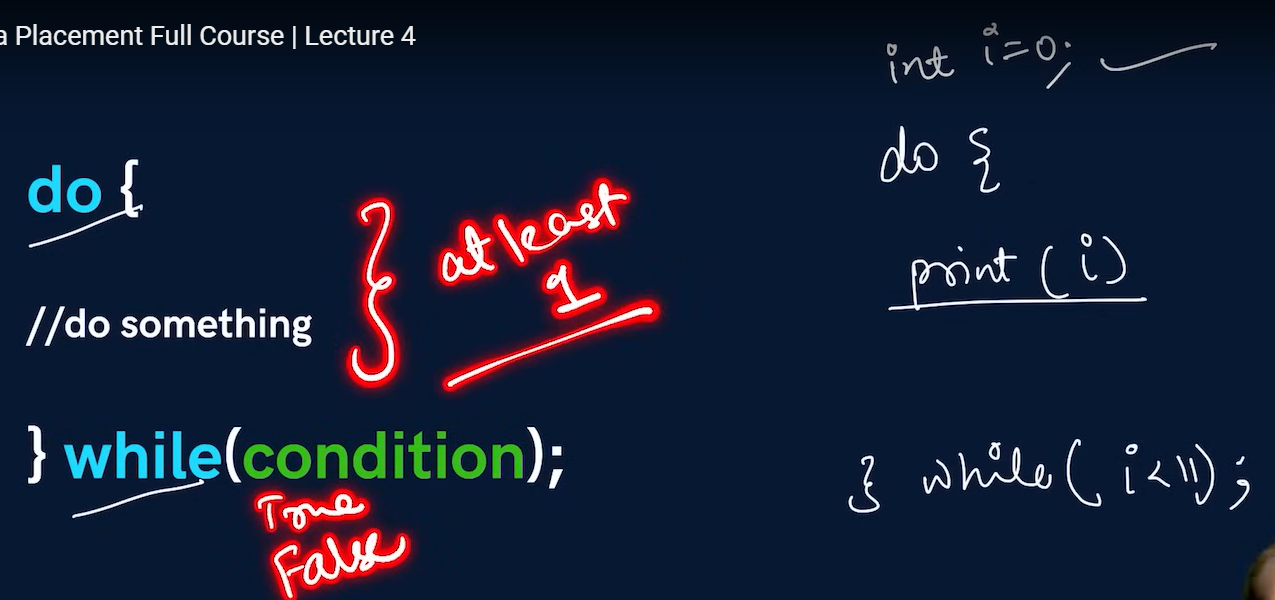 a Placement Full Course | Lecture 4
do {
//do something
} while(condition);
} at least
1
True
False
int i=0;
do {
print (i)
} while( i<11);